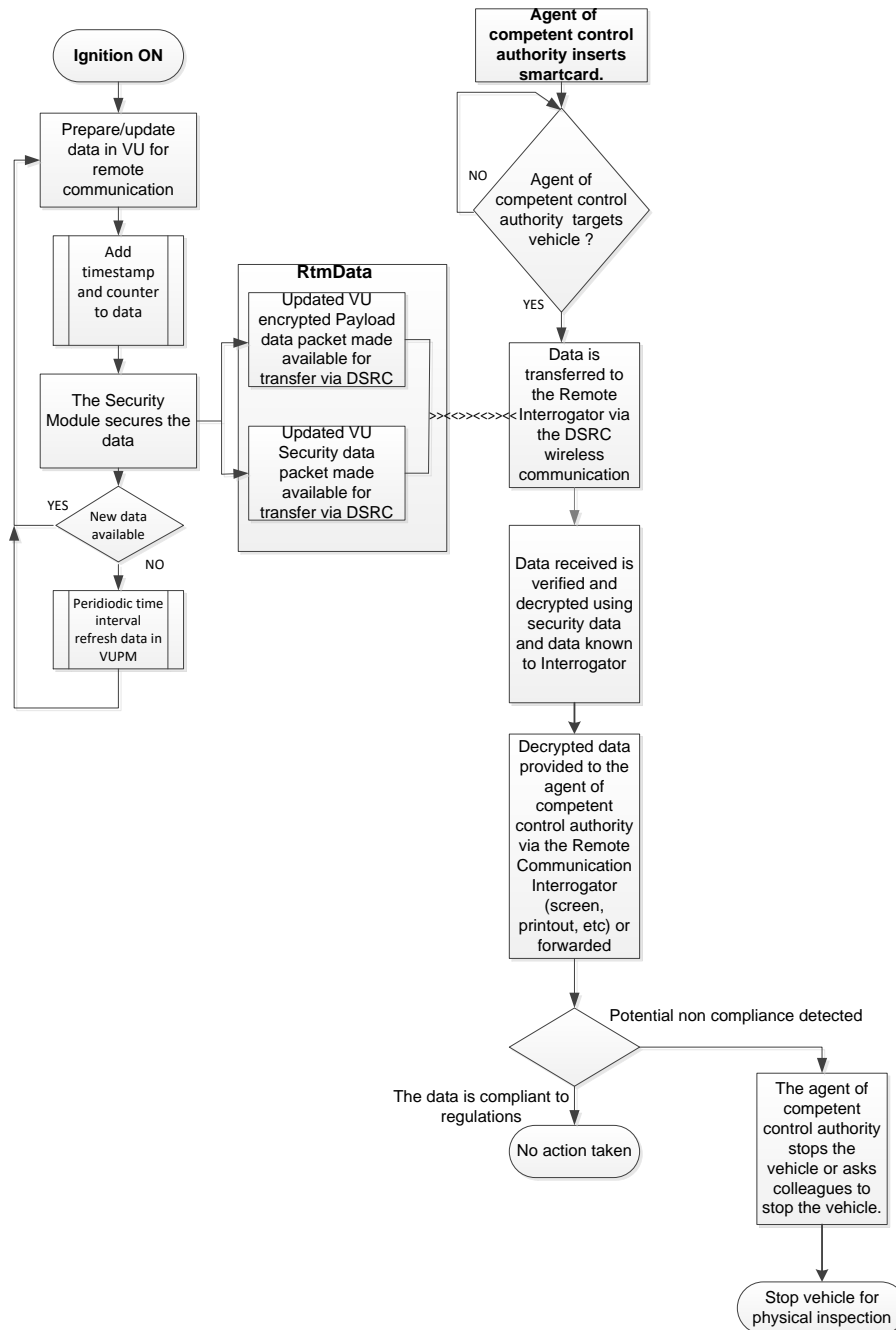 Ignition ON
Prepare/update
data in VU for
remote
communication
Add
timestamp
and counter
to data
The Security
Module secures the
data
YES
New data
available
NO
Peridiodic time
interval
refresh data in
VUPM
RtmData
Updated VU
encrypted Payload
data packet made
available for
transfer via DSRC
Updated VU
Security data
packet made
available for
transfer via DSRC
>><<>><<>><<
Agent of
competent control
authority inserts
smartcard.
NO
Agent of
competent control
authority targets
vehicle ?
YES
Data is
transferred to
the Remote
Interrogator via
the DSRC
wireless
communication
Data received is
verified and
decrypted using
security data
and data known
to Interrogator
Decrypted data
provided to the
agent of
competent
control authority
via the Remote
Communication
Interrogator
(screen,
printout, etc) or
forwarded
Potential non compliance detected
The data is compliant to
regulations
No action taken
The agent of
competent
control authority
stops the
vehicle or asks
colleagues to
stop the vehicle.
Stop vehicle for
physical inspection